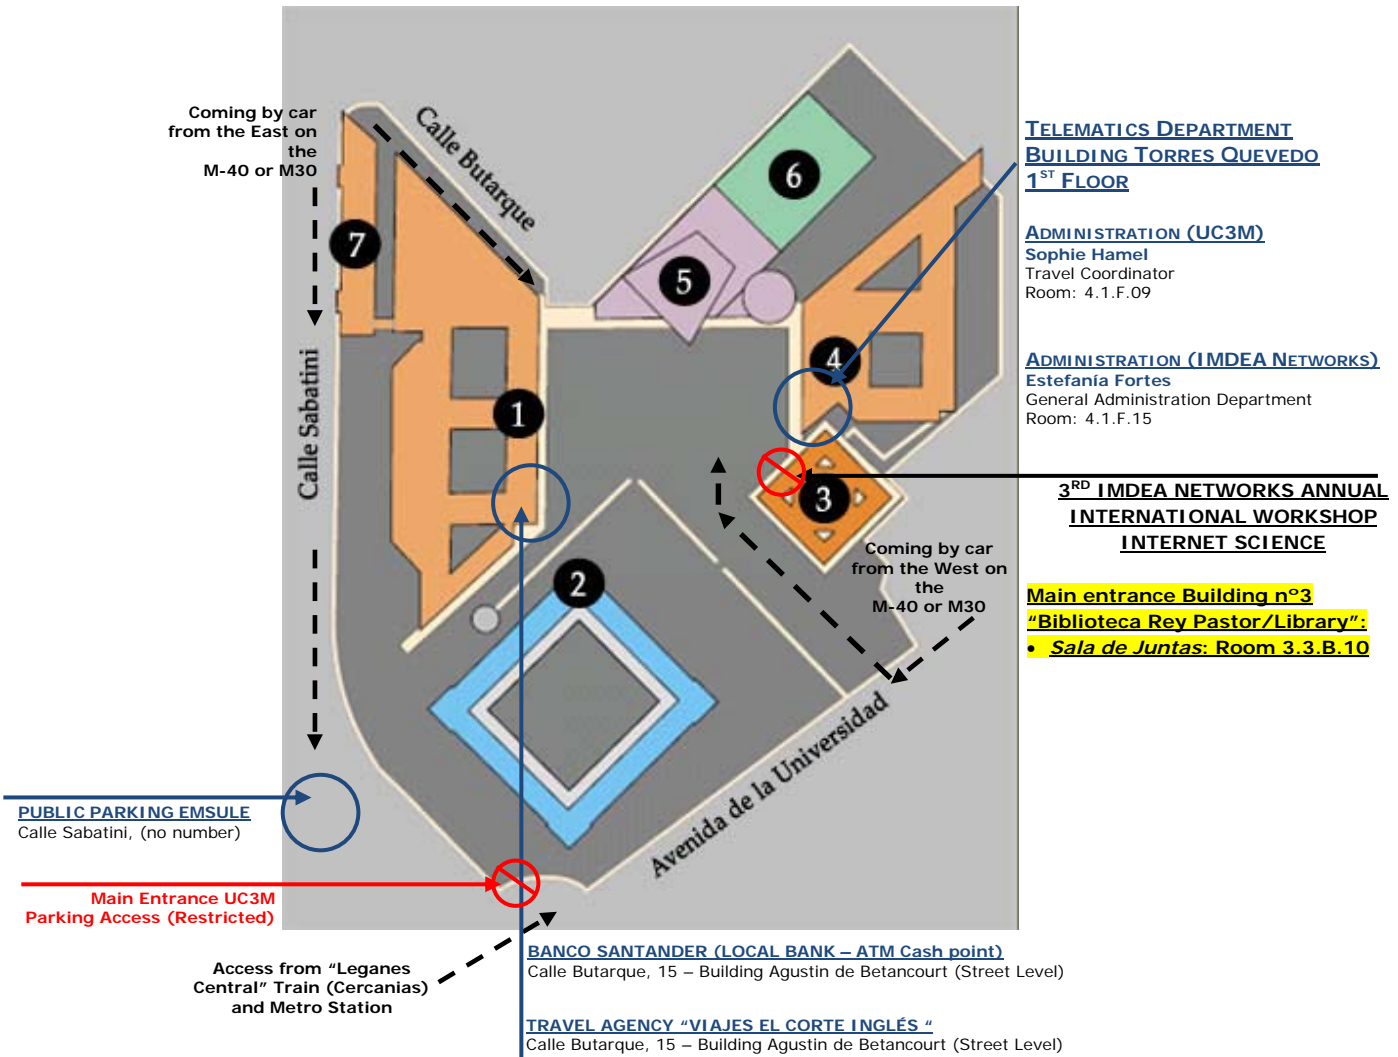 Coming by car
from the East on
the
M-40 or M30
Calle Butarque
7
6
5
4
1
3
2
Calle Sabatini
Coming by car
from the West on
the
M-40 or M30
Avenida de la Universidad
TELEMATICS DEPARTMENT
BUILDING TORRES QUEVEDO
1ST FLOOR
ADMINISTRATION (UC3M)
Sophie Hamel
Travel Coordinator
Room: 4.1.F.09
ADMINISTRATION (IMDEA NETWORKS)
Estefanía Fortes
General Administration Department
Room: 4.1.F.15
3RD IMDEA NETWORKS ANNUAL
INTERNATIONAL WORKSHOP
INTERNET SCIENCE
Main entrance Building nº3
“Biblioteca Rey Pastor/Library”:
• Sala de Juntas: Room 3.3.B.10
PUBLIC PARKING EMSULE
Calle Sabatini, (no number)
Main Entrance UC3M
Parking Access (Restricted)
Access from “Leganes
Central” Train (Cercanias)
and Metro Station
BANCO SANTANDER (LOCAL BANK – ATM Cash point)
Calle Butarque, 15 – Building Agustin de Betancourt (Street Level)
TRAVEL AGENCY “VIAJES EL CORTE INGLÉS “
Calle Butarque, 15 – Building Agustin de Betancourt (Street Level)